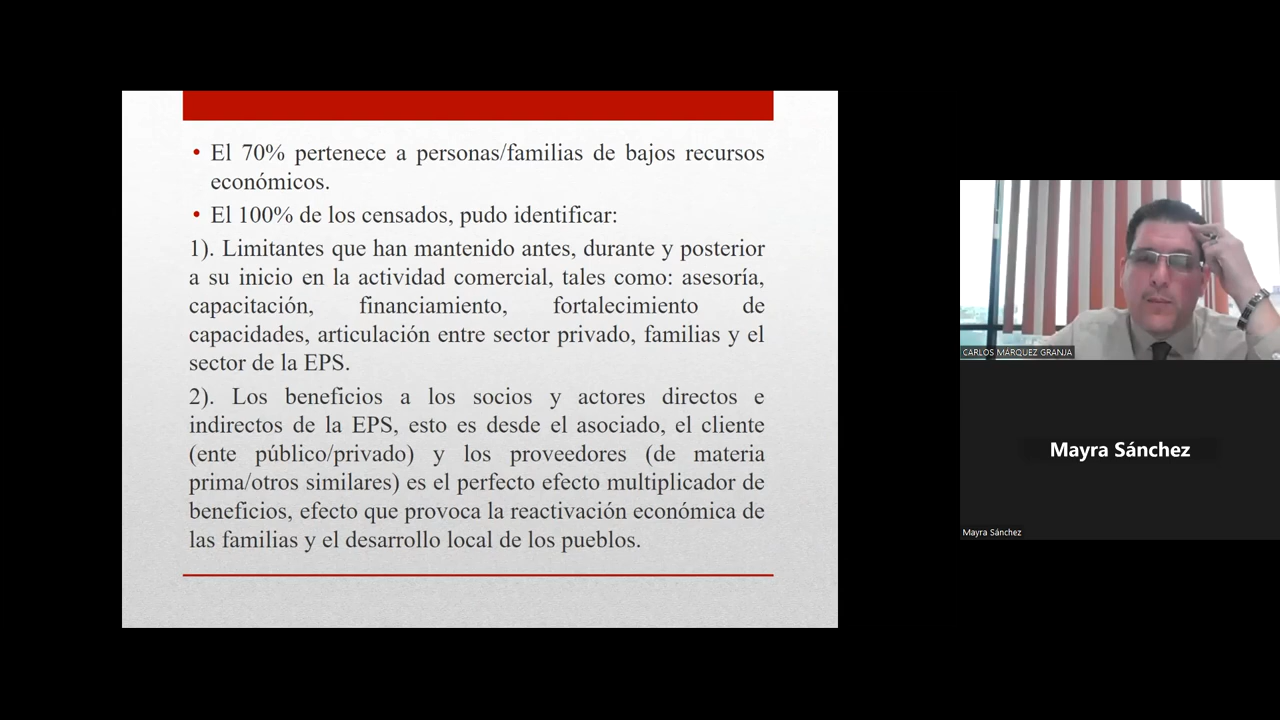 • El 70% pertenece a personas/familias de bajos recursos
económicos.
• El 100% de los censados, pudo identificar:
1). Limitantes que han mantenido antes, durante y posterior
a su inicio en la actividad comercial, tales como: asesoría,
capacitación, financiamiento, fortalecimiento de
capacidades, articulación entre sector privado, familias y el
sector de la EPS.
2). Los beneficios a los socios y actores directos e
indirectos de la EPS, esto es desde el asociado, el cliente
(ente público/privado) y los proveedores (de materia
prima/otros similares) es el perfecto efecto multiplicador de
beneficios, efecto que provoca la reactivación económica de
las familias y el desarrollo local de los pueblos.
CARLOS MÁRQUEZ GRANJA
Mayra Sánchez
Mayra Sánchez